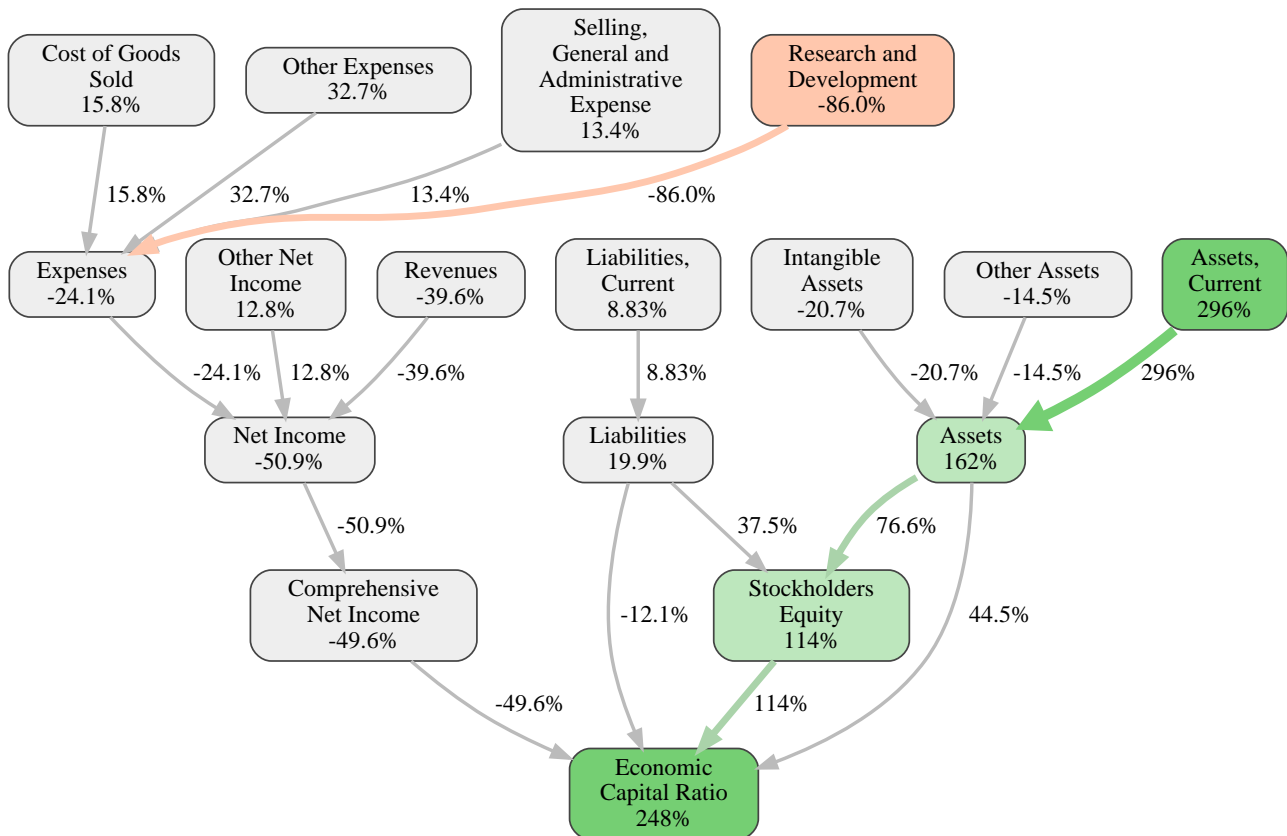 Cost of Goods
Sold
15.8%
Other Expenses
32.7%
Selling,
General and
Administrative
Expense
13.4%
Research and
Development
-86.0%
15.8%
32.7%
13.4%
-86.0%
Expenses
-24.1%
Other Net
Income
12.8%
Revenues
-39.6%
Liabilities,
Current
8.83%
Intangible
Assets
-20.7%
Other Assets
-14.5%
Assets,
Current
296%
-24.1%
12.8%
-39.6%
8.83%
-20.7%
-14.5%
296%
Net Income
-50.9%
Liabilities
19.9%
Assets
162%
-50.9%
37.5%
76.6%
Comprehensive
Net Income
-49.6%
-12.1%
Stockholders
Equity
114%
44.5%
-49.6%
114%
Economic
Capital Ratio
248%